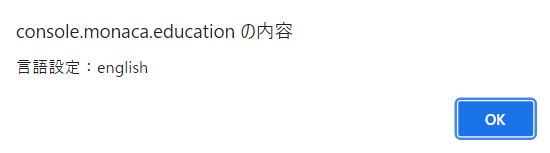 console.monaca.education の内容
言語設定：english
OK